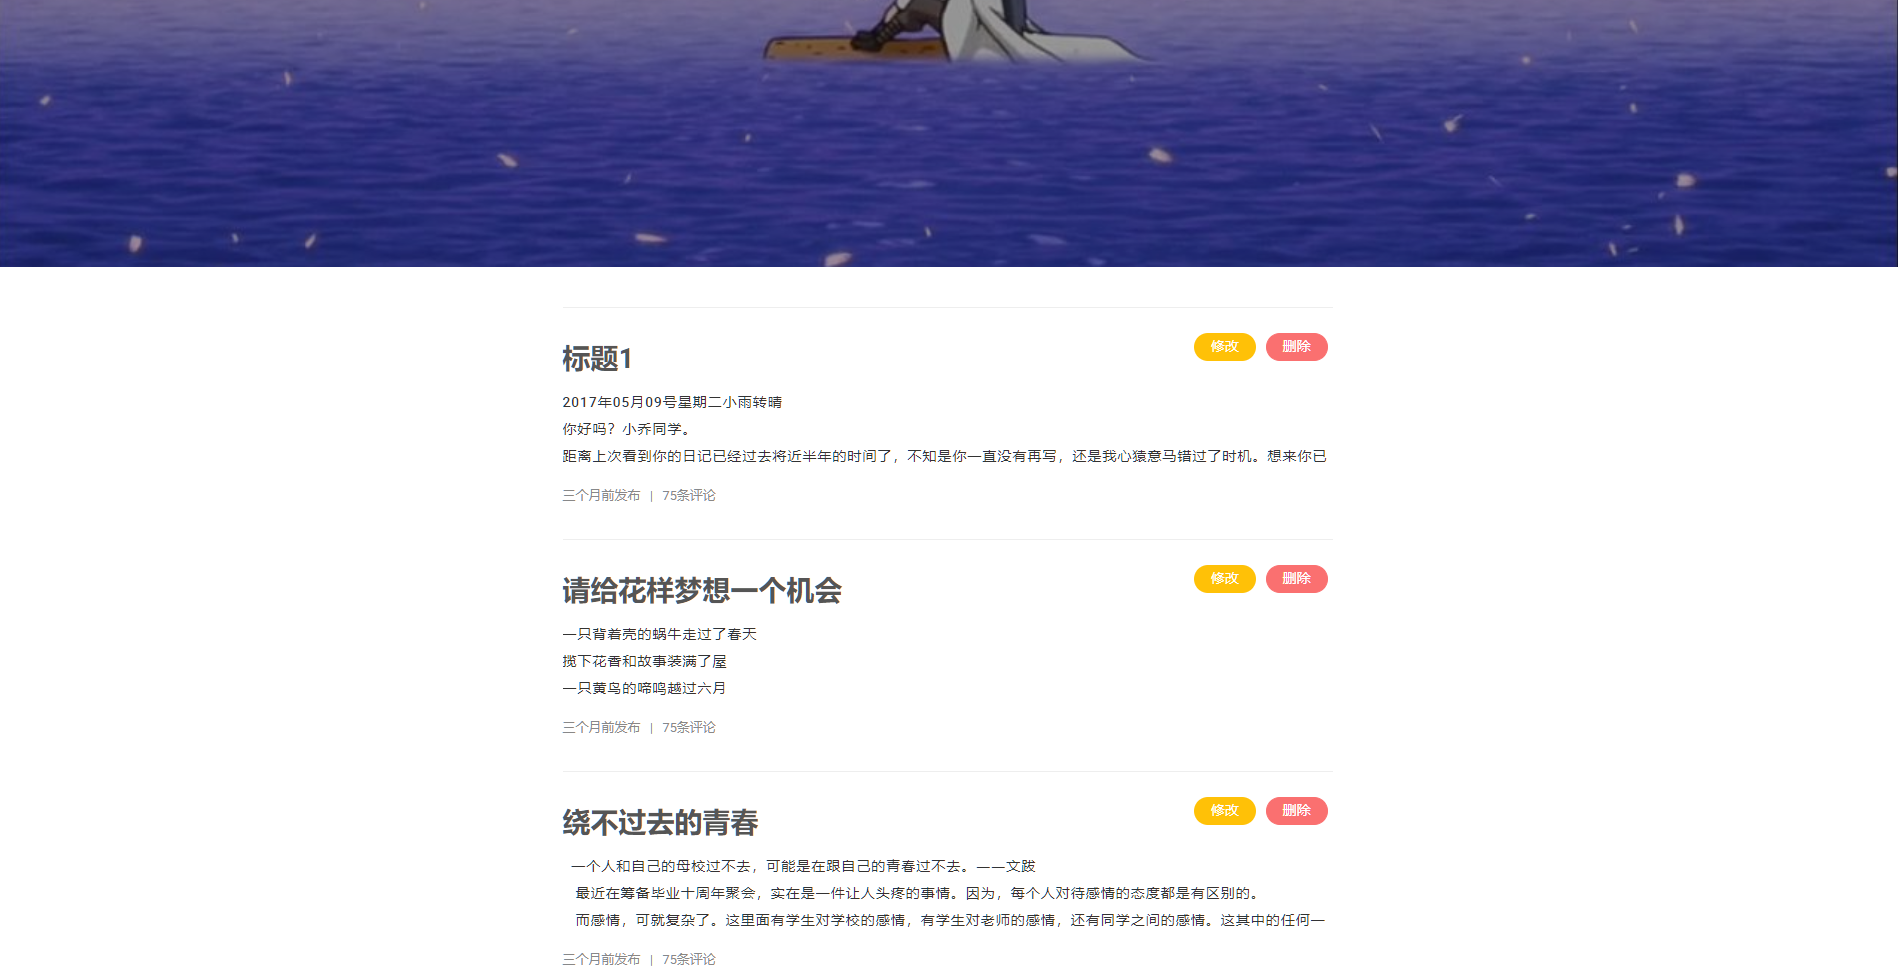 标题1
修改 删除
2017年05月09号星期二小雨转晴
你好吗？小乔同学。
距离上次看到你的日记已经过去将近半年的时间了，不知是你一直没有再写，还是我心猿意马错过了时机。想来你已
三个月前发布 | 75条评论
请给花样梦想一个机会
修改 删除
一只背着壳的蜗牛走过了春天
揽下花香和故事装满了屋
一只黄鸟的啼鸣越过六月
三个月前发布 | 75条评论
绕不过去的青春
修改 删除
一个人和自己的母校过不去，可能是在跟自己的青春过不去。——文跋
最近在筹备毕业十周年聚会，实在是一件让人头疼的事情。因为，每个人对待感情的态度都是有区别的。
而感情，可就复杂了。这里面有学生对学校的感情，有学生对老师的感情，还有同学之间的感情。这其中的任何一
三个月前发布 | 75条评论